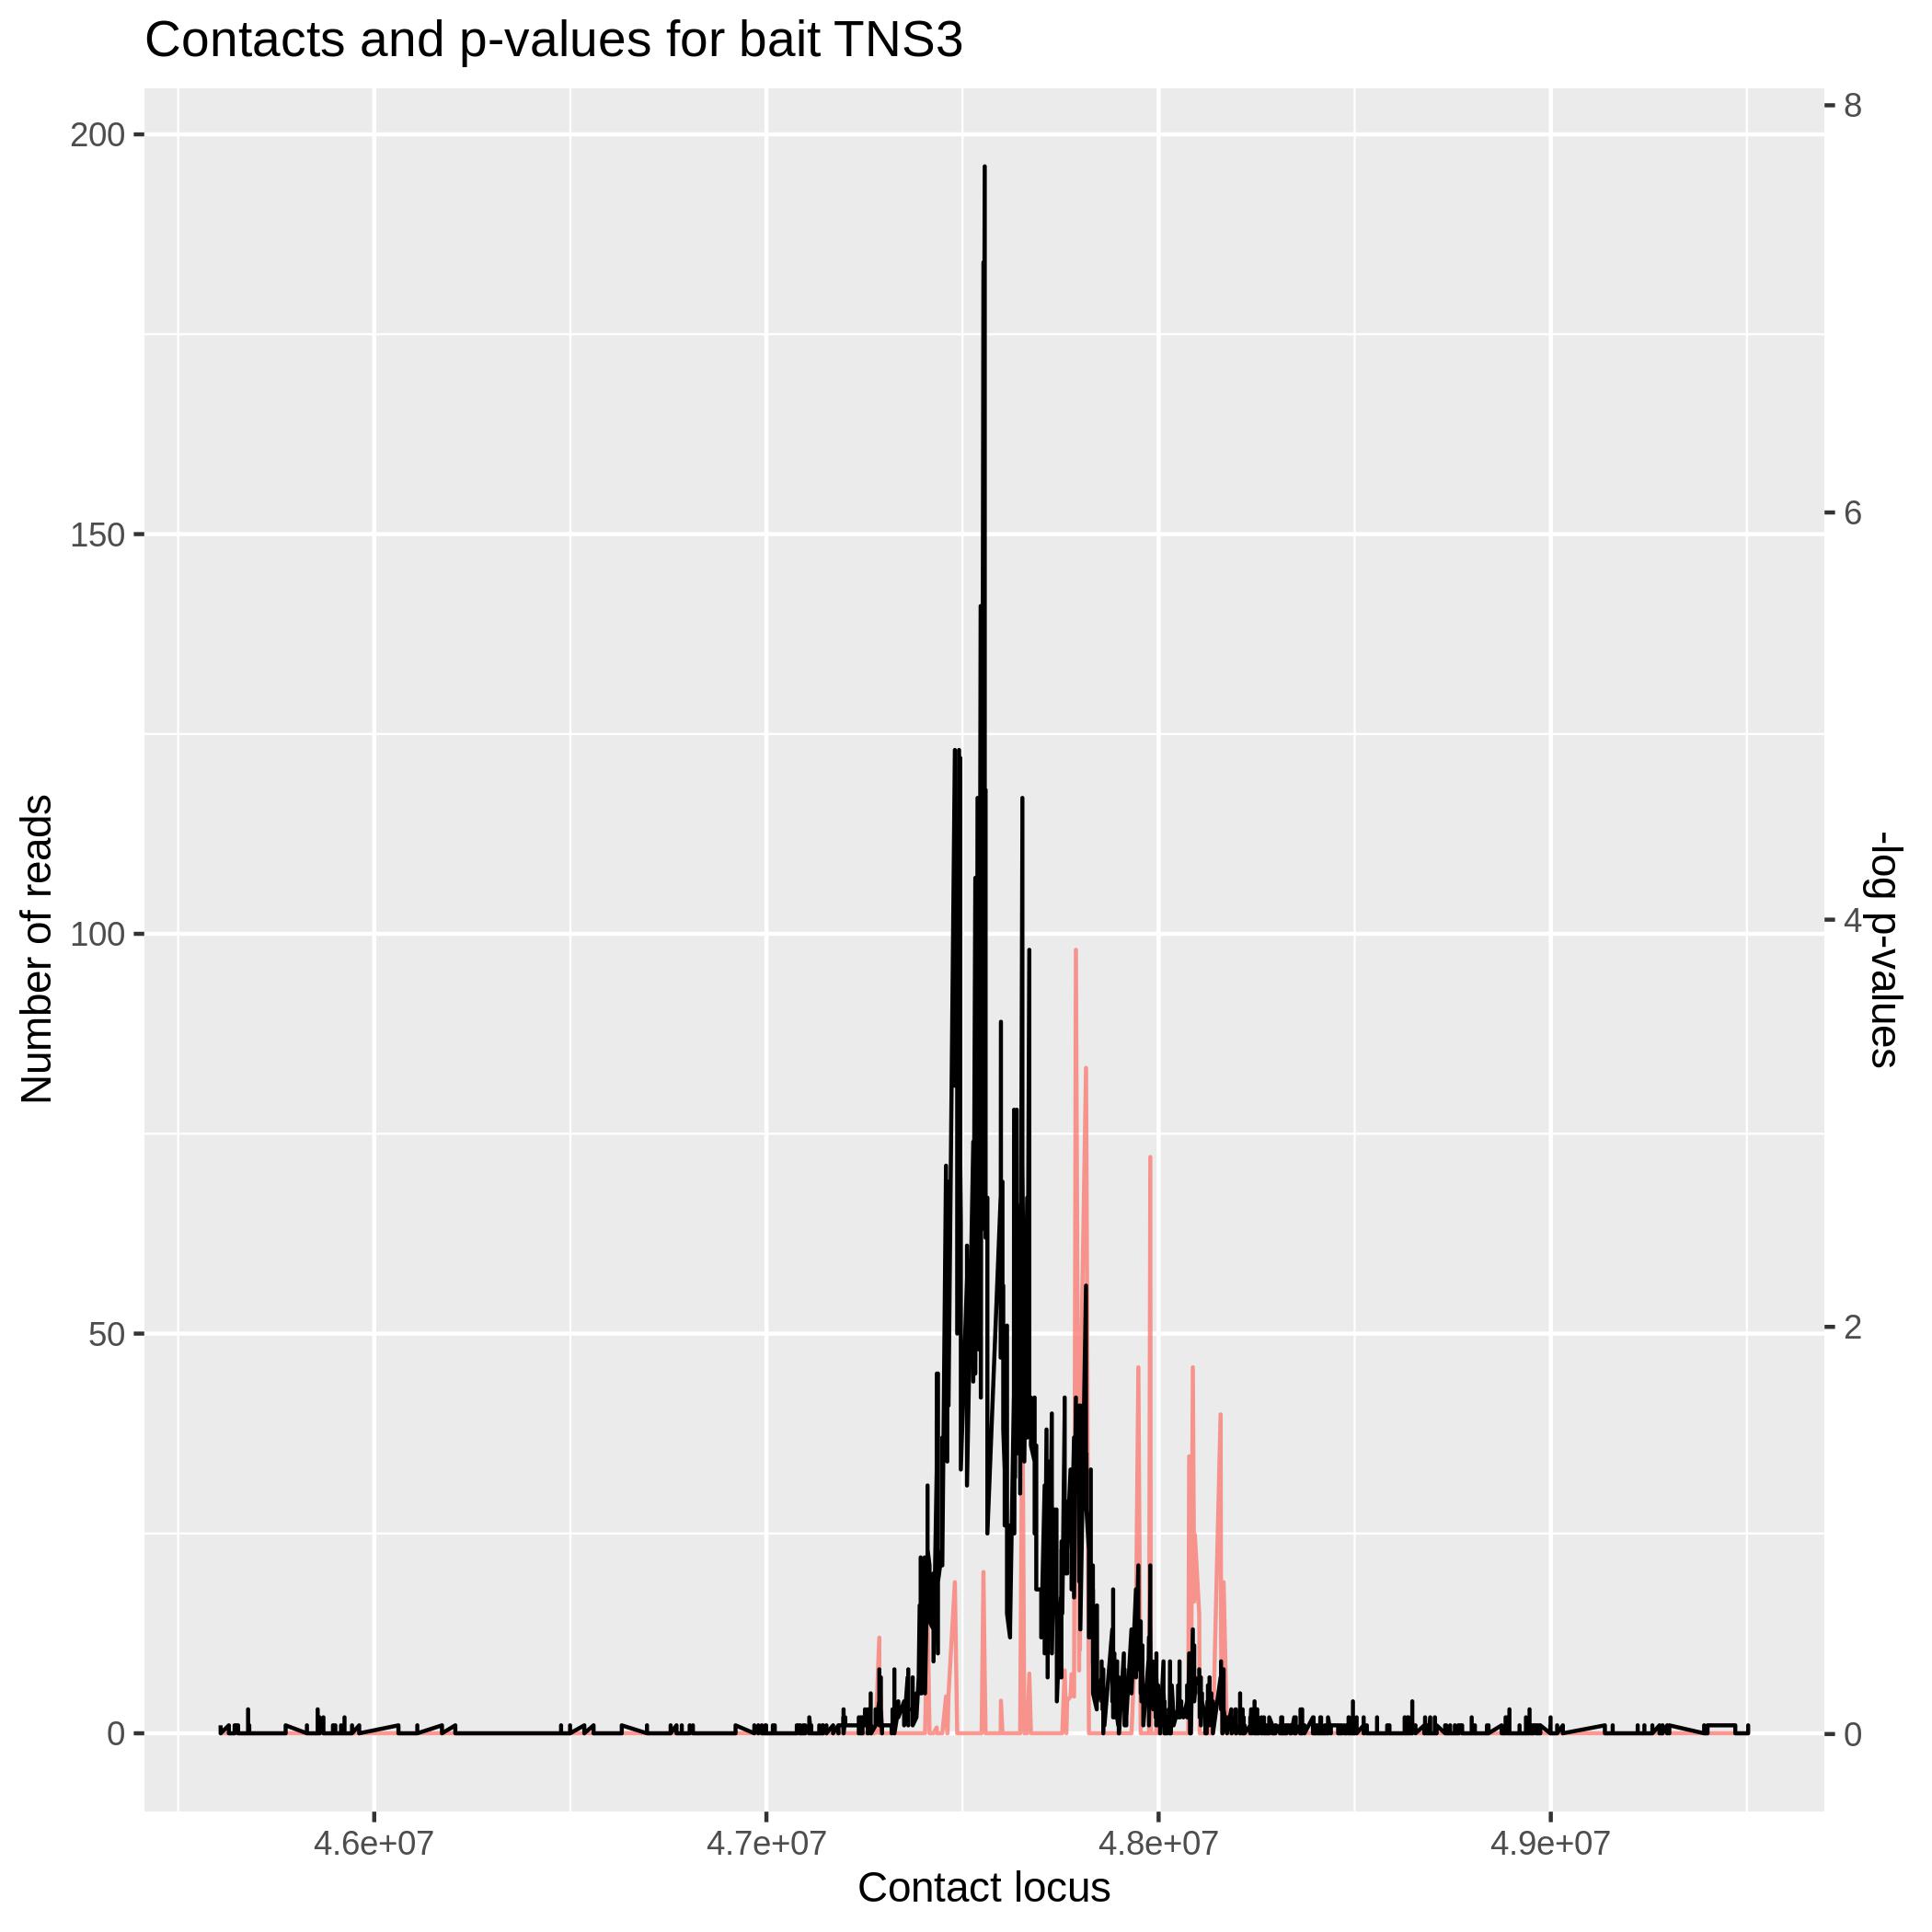 Contacts and p-values for bait TNS3
200
150
100
50
0
Number of reads
8
6
4
2
0
-log p-values
4.6e+07
4.7e+07
4.8e+07
4.9e+07
Contact locus